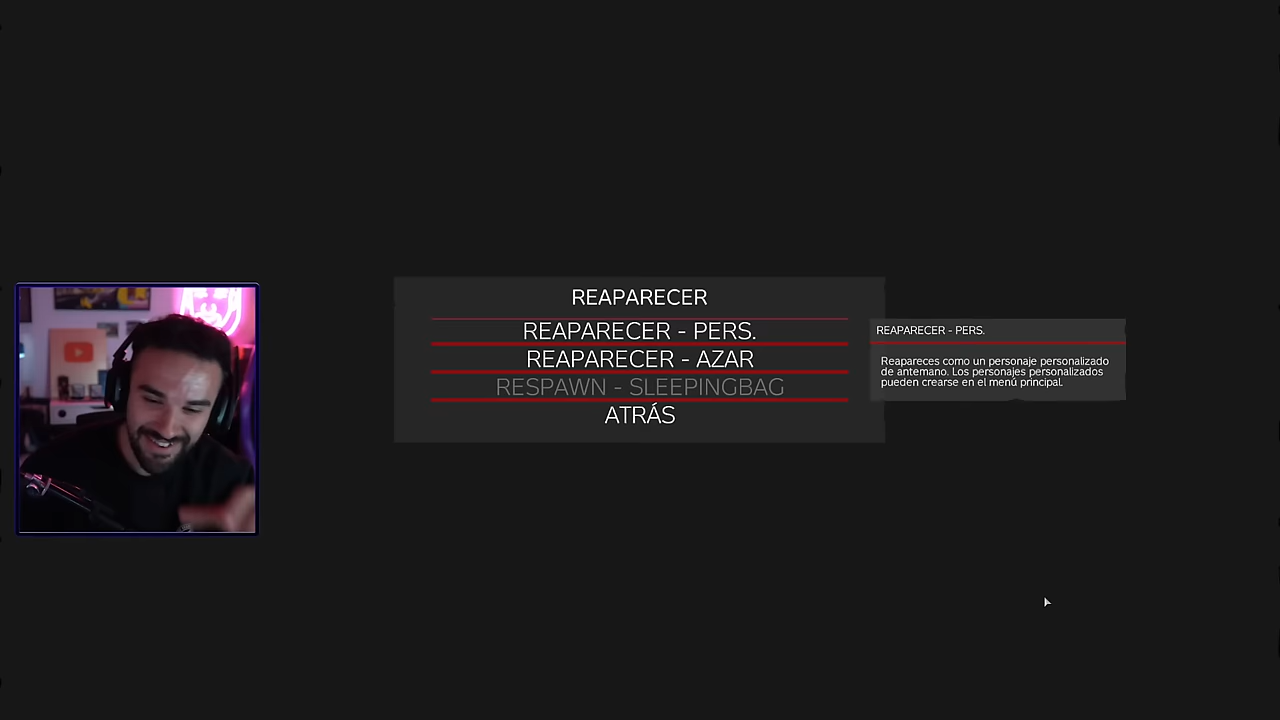 REAPARECER
REAPARECER - PERS.
REAPARECER - AZAR
RESPAWN - SLEEPINGBAG
ATRÁS
REAPARECER - PERS.
Reapareces como un personaje personalizado
de antemano. Los personajes personalizados
pueden crearse en el menú principal.